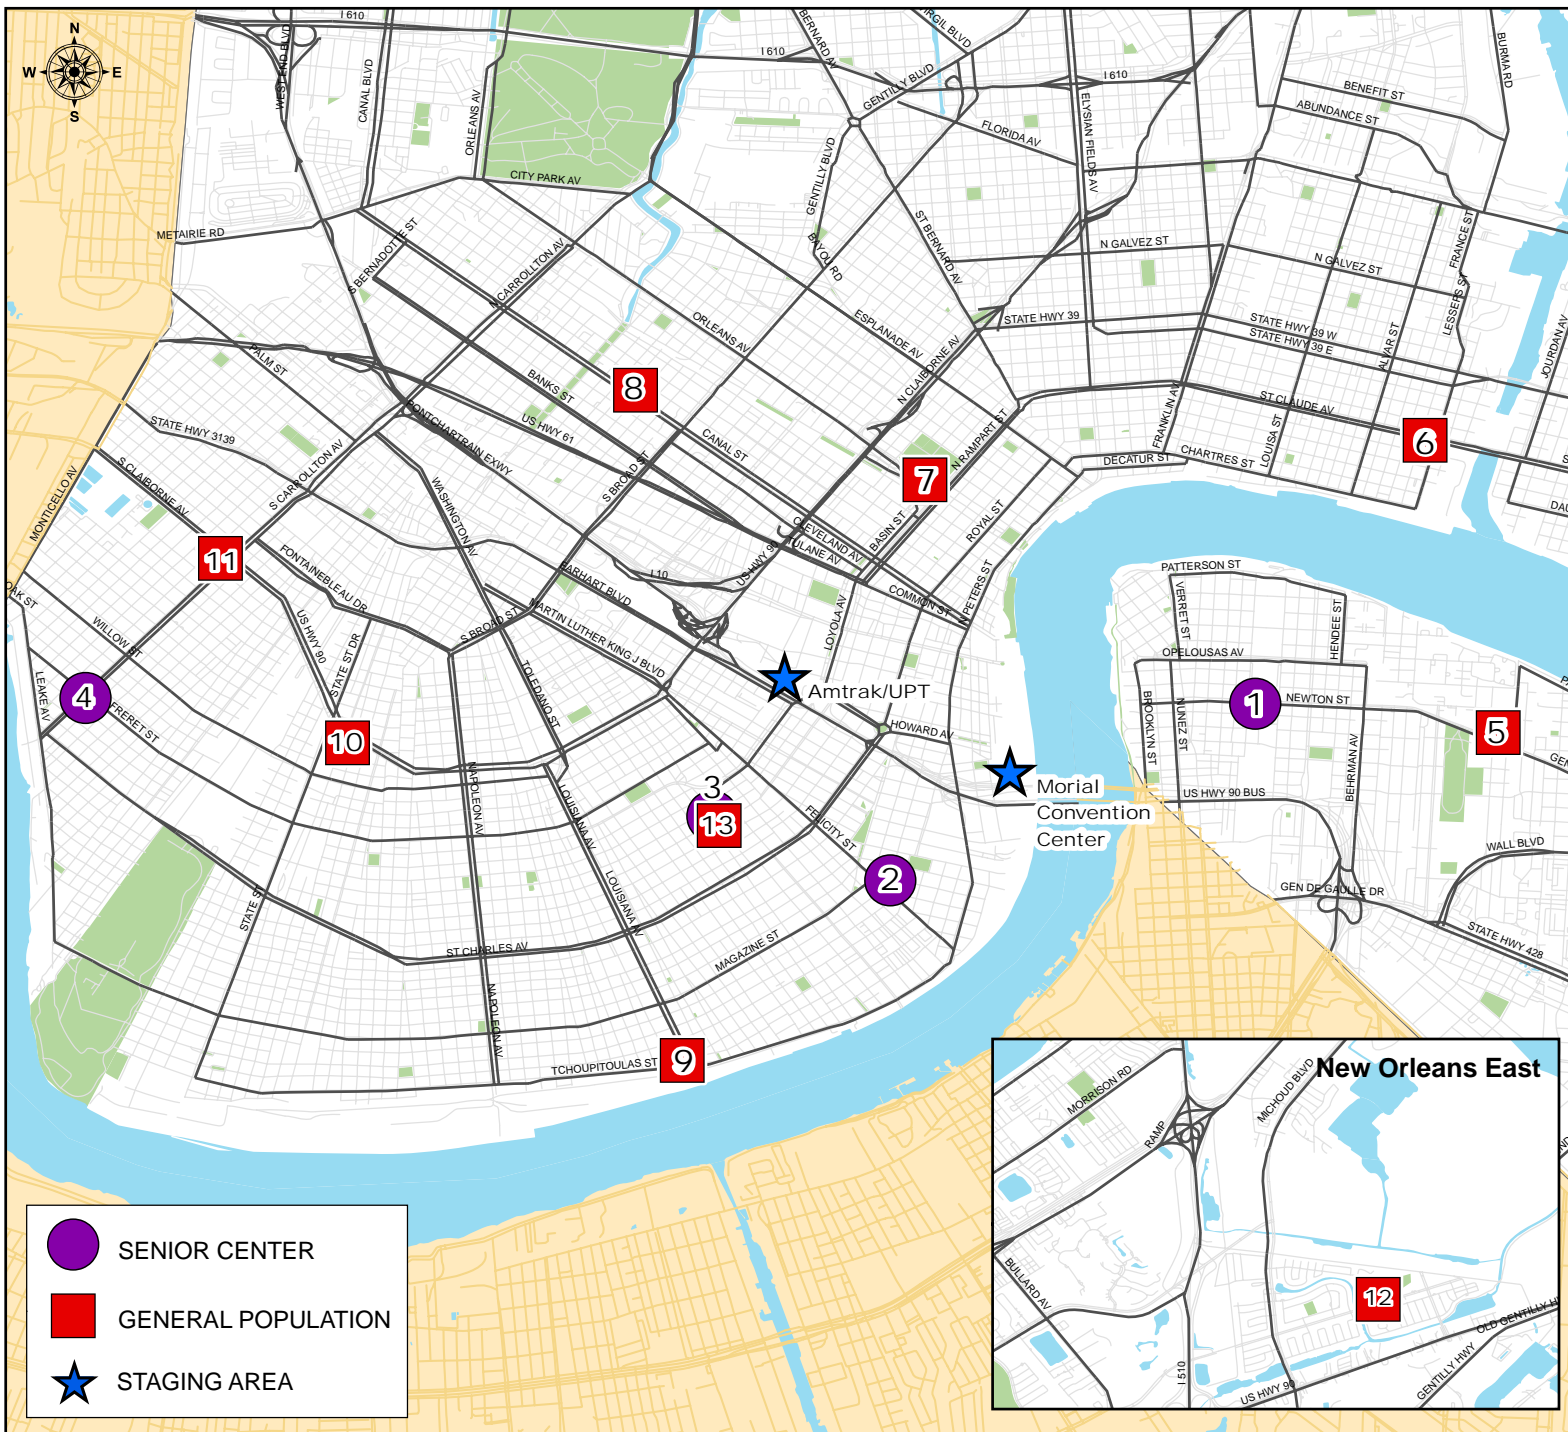 N
W
E
S
I 610
WEST END BLVD
CANAL BLVD
ORLEANS AV
I 610
BERNARD AV
GENTILLY BLVD
I 610
ELYSIAN FIELDS AV
FLORIDA AV
BURMA RD
BENEFIT ST
ABUNDANCE ST
CITY PARK AV
METAIRIE RD
S BERNADOTTE ST
N CARROLLTON AV
GENTILLY BLVD
BAYOU RD
ST BERNARD AV
N GALVEZ ST
N GALVEZ ST
FRANCE ST
LESSEPS ST
ALVAR ST
JOURDAN AV
STATE HWY 39
STATE HWY 39 W
STATE HWY 39 E
ORLEANS AV
ESPLANADE AV
N CLAIBORNE AV
PALM ST
STATE HWY 3139
BANKS ST
US HWY 61
8
PONTCHARTRAIN EXWY
CANAL ST
S BROAD ST
N RAMPART ST
7
FRANKLIN AV
ST CLAUDE AV
LOUISA ST
6
DECATUR ST
CHARTRES ST
S CLAIBORNE AV
S CARROLLTON AV
MONTICELLO AV
WASHINGTON AV
US HWY 90
CLEVELAND AV
TULANE AV
BASIN ST
ROYAL ST
N PETERS ST
COMMON ST
11
FONTAINEBLEAU DR
OAK ST
WILLOW ST
US HWY 90
STATE ST DR
LEAKE AV
4
FRERET ST
10
I 10
EARHART BLVD
S BROAD ST
MARTIN LUTHER KING J BLVD
TOLEDANO ST
LOYOLA AV
Amtrak/UPT
HOWARD AV
Morial
Convention
Center
PATTERSON ST
VERRET ST
HENDEE ST
OPELOUSAS AV
BROOKLYN ST
NUNEZ ST
1
NEWTON ST
5
BEHRMAN AV
US HWY 90 BUS
WALL BLVD
GEN DE GAULLE DR
STATE HWY 428
NAPOLEON AV
LOUISIANA AV
LOUISIANA AV
3
13
FELICITY ST
2
STATE ST
ST CHARLES AV
MAGAZINE ST
NAPOLEON AV
TCHOUPITOULAS ST
9
New Orleans East
MORRISON RD
RAMP
MICHOUD BLVD
BULLARD AV
I 510
12
US HWY 90
OLD GENTILLY H
GENTILLY HWY
SENIOR CENTER
GENERAL POPULATION
STAGING AREA